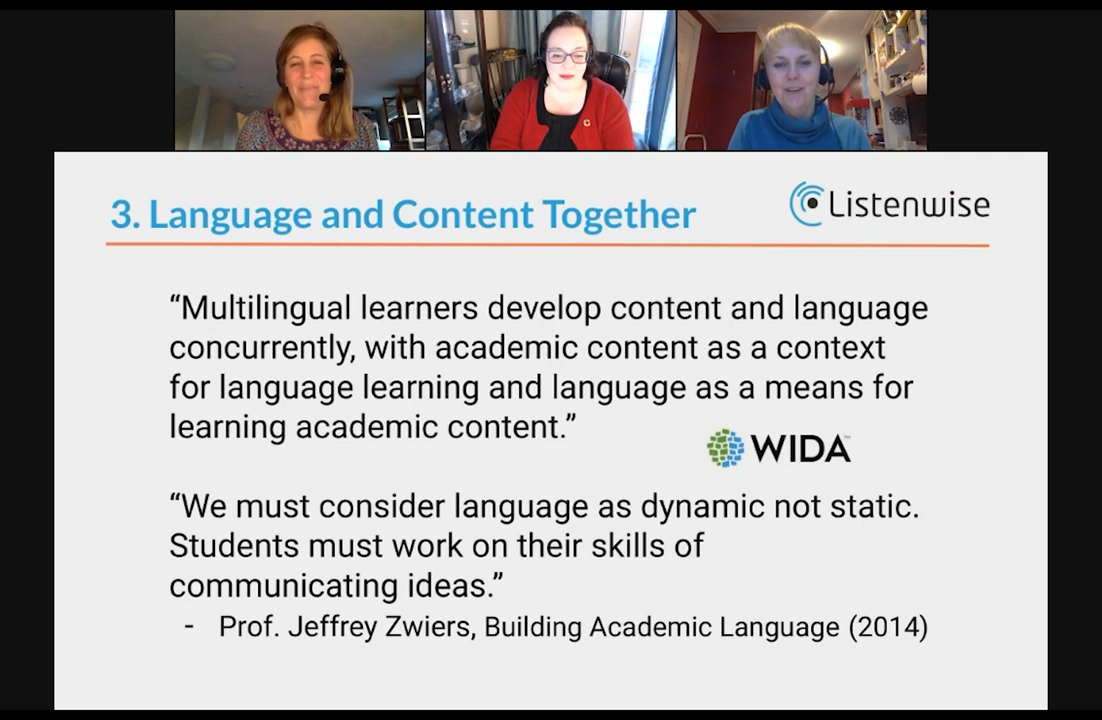 3. Language and Content Together
Listenwise
“Multilingual learners develop content and language
concurrently, with academic content as a context
for language learning and language as a means for
learning academic content.”
WIDA™
“We must consider language as dynamic not static.
Students must work on their skills of
communicating ideas.”
- Prof. Jeffrey Zwiers, Building Academic Language (2014)